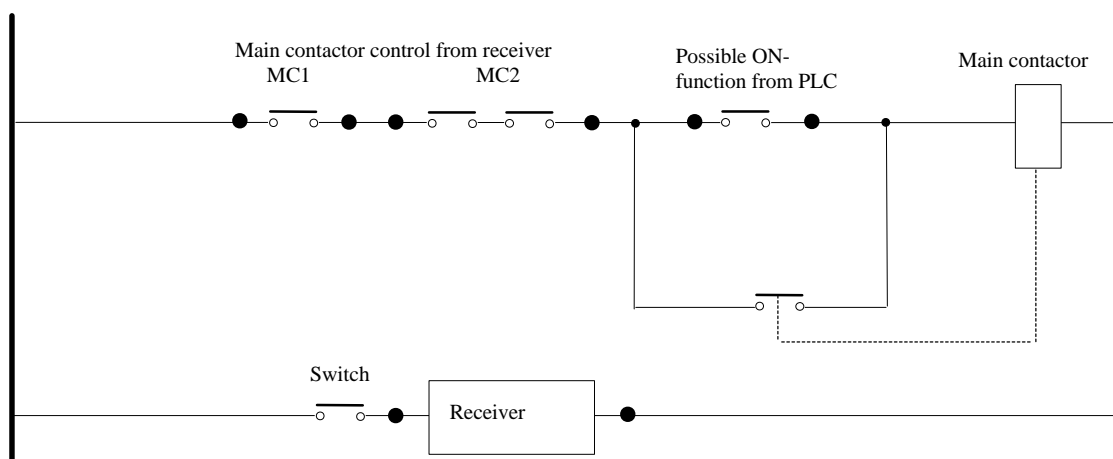 Main contactor control from receiver
MC1 MC2
Possible ON-
function from PLC
Main contactor
Switch
Receiver